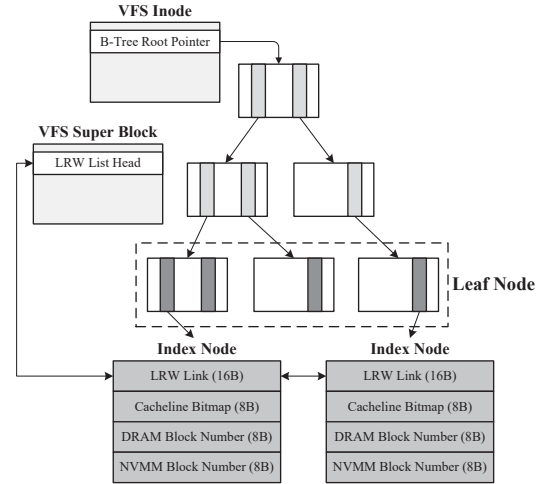 VFS Inode
B-Tree Root Pointer
VFS Super Block
LRW List Head
Leaf Node
Index Node
Index Node
LRW Link (16B)
LRW Link (16B)
Cacheline Bitmap (8B)
Cacheline Bitmap (8B)
DRAM Block Number (8B)
DRAM Block Number (8B)
NVMM Block Number (8B)
NVMM Block Number (8B)